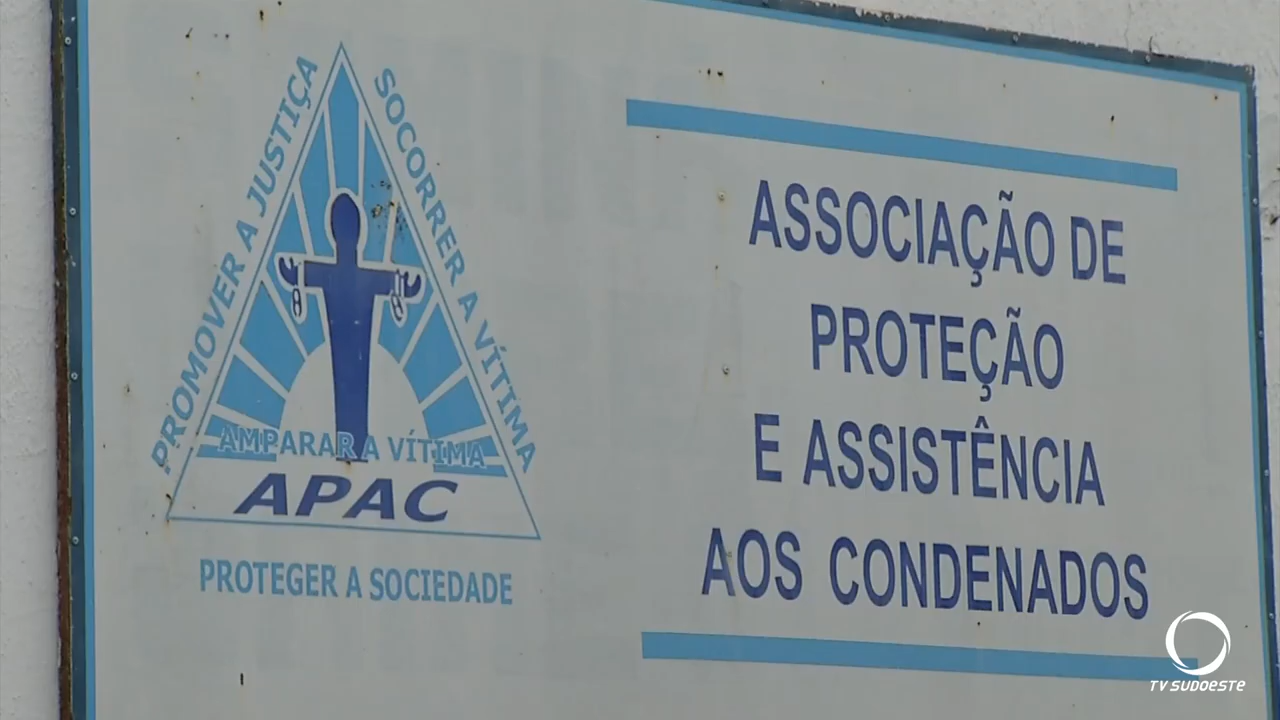 PROMOVER A JUSTIÇA
SOCORRER A VÍTIMA
AMPARAR A VÍTIMA
APAC
PROTEGER A SOCIEDADE
ASSOCIAÇÃO DE
PROTEÇÃO
E ASSISTÊNCIA
AOS CONDENADOS
TV SUDOESTE